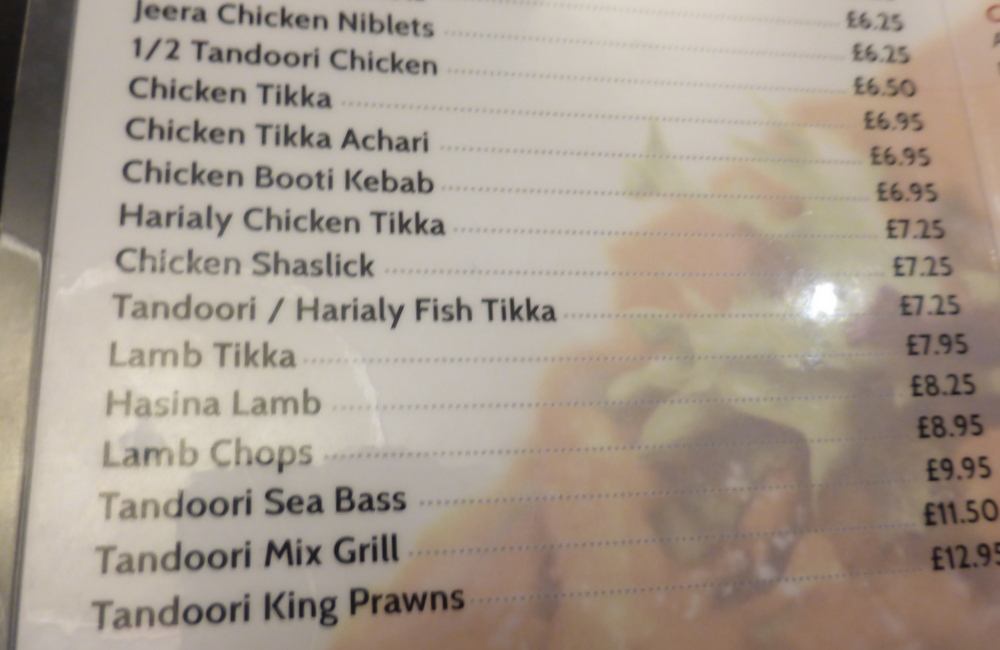 £6.25
Jeera Chicken Niblets £6.25
1/2 Tandoori Chicken £6.50
Chicken Tikka £6.95
Chicken Tikka Achari £6.95
Chicken Booti Kebab £6.95
Harialy Chicken Tikka £7.25
Chicken Shaslick £7.25
Tandoori / Harialy Fish Tikka £7.25
Lamb Tikka £7.95
Hasina Lamb £8.25
Lamb Chops £8.95
Tandoori Sea Bass £9.95
Tandoori Mix Grill £11.50
Tandoori King Prawns £12.95